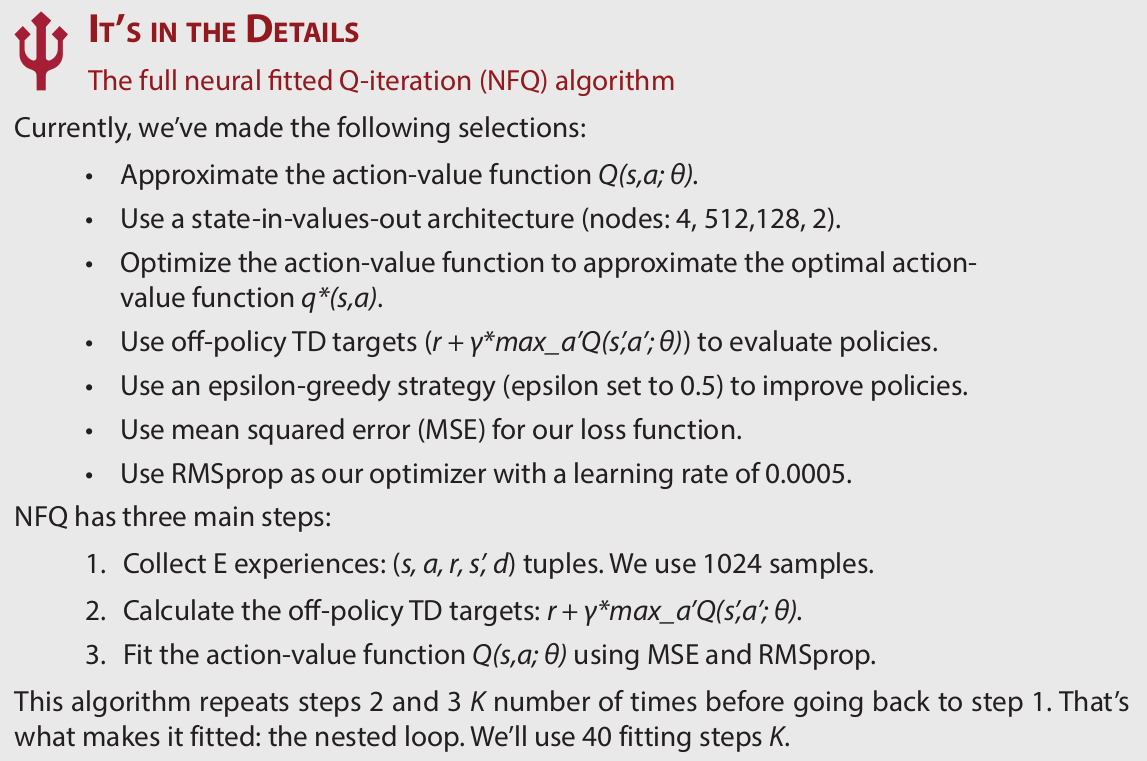 IT'S IN THE DETAILS
The full neural fitted Q-iteration (NFQ) algorithm
Currently, we've made the following selections:
• Approximate the action-value function Q(s,a; θ).
• Use a state-in-values-out architecture (nodes: 4, 512,128, 2).
• Optimize the action-value function to approximate the optimal action-
value function q*(s,a).
• Use off-policy TD targets (r + γ*max_a'Q(s',a'; θ)) to evaluate policies.
• Use an epsilon-greedy strategy (epsilon set to 0.5) to improve policies.
• Use mean squared error (MSE) for our loss function.
• Use RMSprop as our optimizer with a learning rate of 0.0005.
NFQ has three main steps:
1. Collect E experiences: (s, a, r, s', d) tuples. We use 1024 samples.
2. Calculate the off-policy TD targets: r + γ*max_a'Q(s',a'; θ).
3. Fit the action-value function Q(s,a; θ) using MSE and RMSprop.
This algorithm repeats steps 2 and 3 K number of times before going back to step 1. That's
what makes it fitted: the nested loop. We'll use 40 fitting steps K.